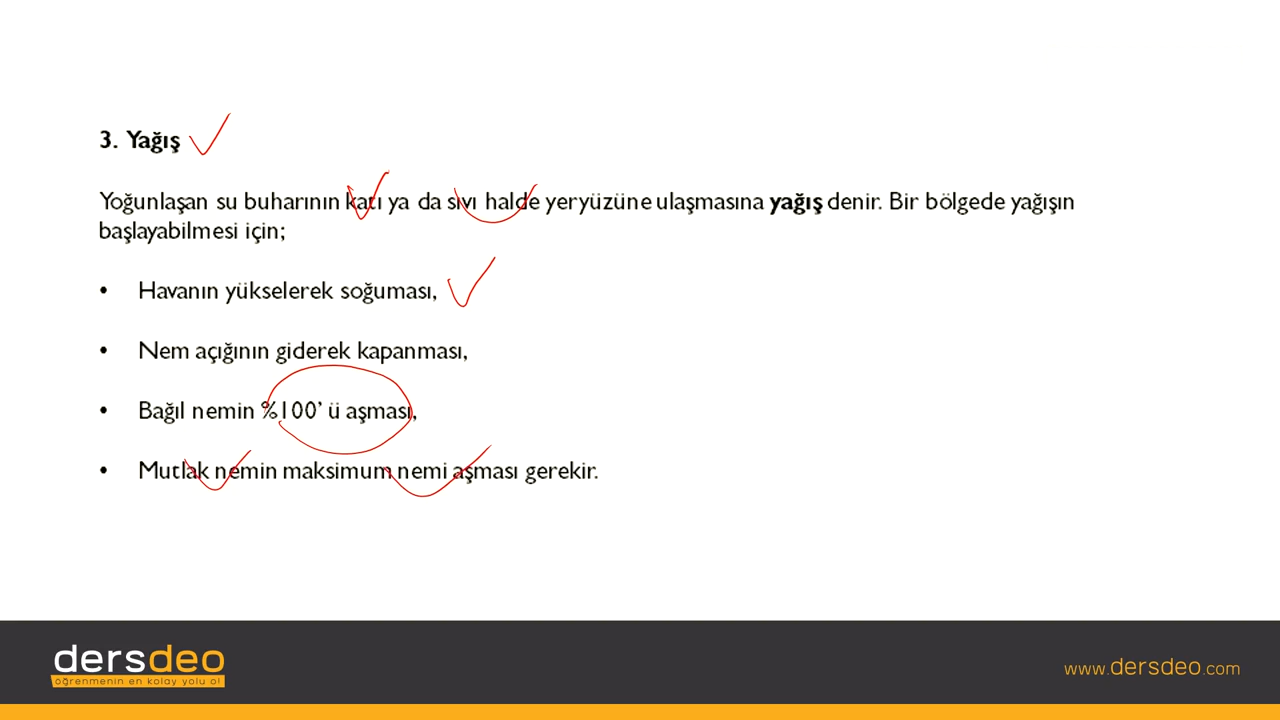 3. Yağış
Yoğunlaşan su buharının katı ya da sıvı halde yeryüzüne ulaşmasına yağış denir. Bir bölgede yağışın
başlayabilmesi için;
• Havanın yükselerek soğuması,
• Nem açığının giderek kapanması,
• Bağıl nemin %100' ü aşması,
• Mutlak nemin maksimum nemi aşması gerekir.
dersdeo
öğrenmenin en kolay yolu o!
www.dersdeo.com